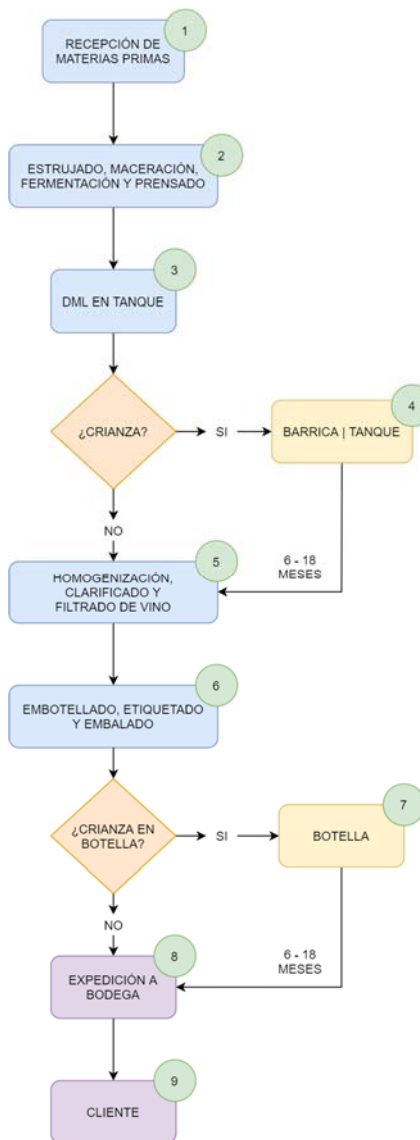 1
RECEPCIÓN DE
MATERIAS PRIMAS
2
ESTRUJADO, MACERACIÓN,
FERMENTACIÓN Y PRENSADO
3
DML EN TANQUE
¿CRIANZA?
SI
4
BARRICA | TANQUE
NO
6 - 18
MESES
5
HOMOGENIZACIÓN,
CLARIFICADO Y
FILTRADO DE VINO
6
EMBOTELLADO, ETIQUETADO
Y EMBALADO
¿CRIANZA EN
BOTELLA?
SI
7
BOTELLA
NO
6 - 18
MESES
8
EXPEDICIÓN A
BODEGA
9
CLIENTE